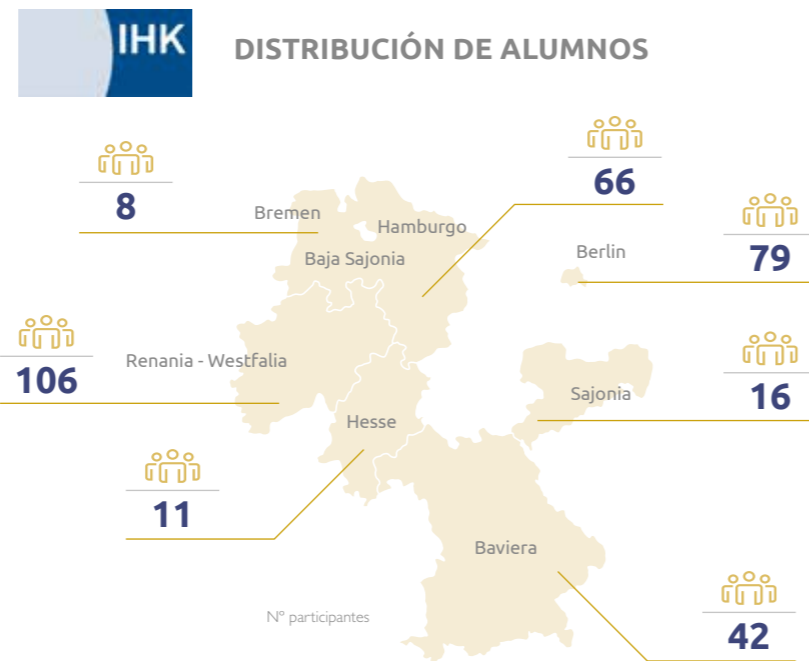 IHK
DISTRIBUCIÓN DE ALUMNOS
8
66
79
Bremen
Hamburgo
Baja Sajonia
Berlin
106
Renania - Westfalia
16
Sajonia
Hesse
11
Baviera
Nº participantes
42